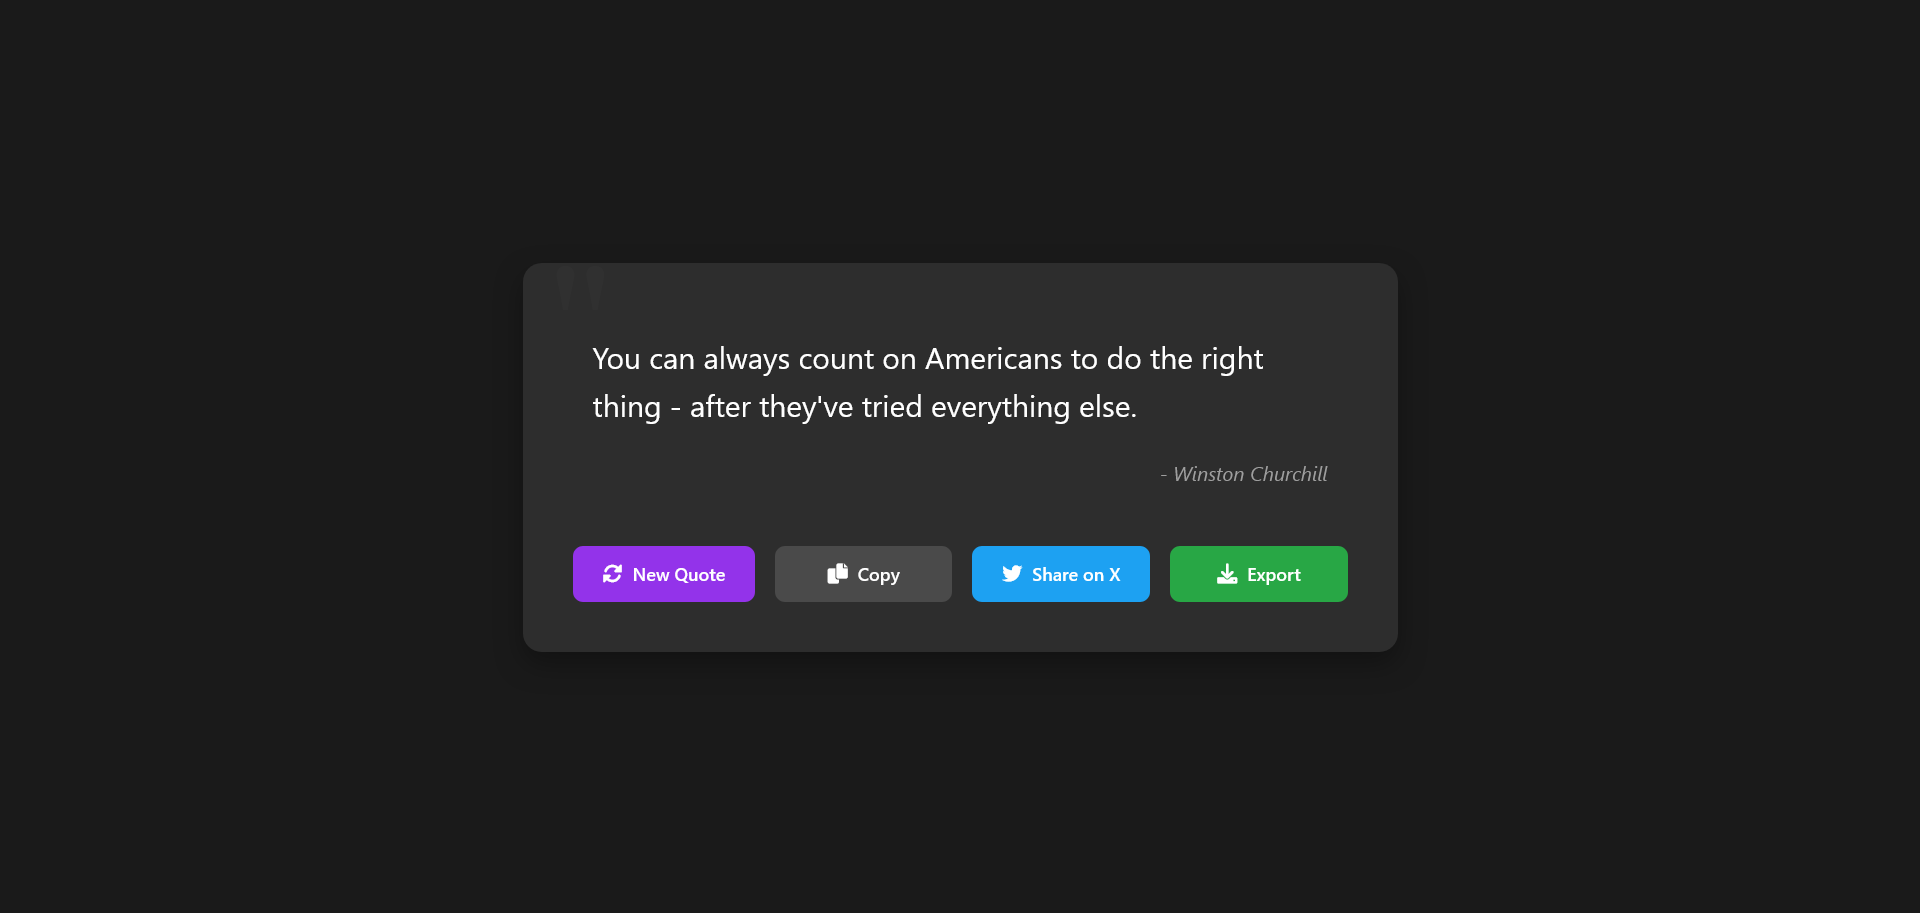 "
You can always count on Americans to do the right
thing - after they've tried everything else.
- Winston Churchill
New Quote
Copy
Share on X
Export